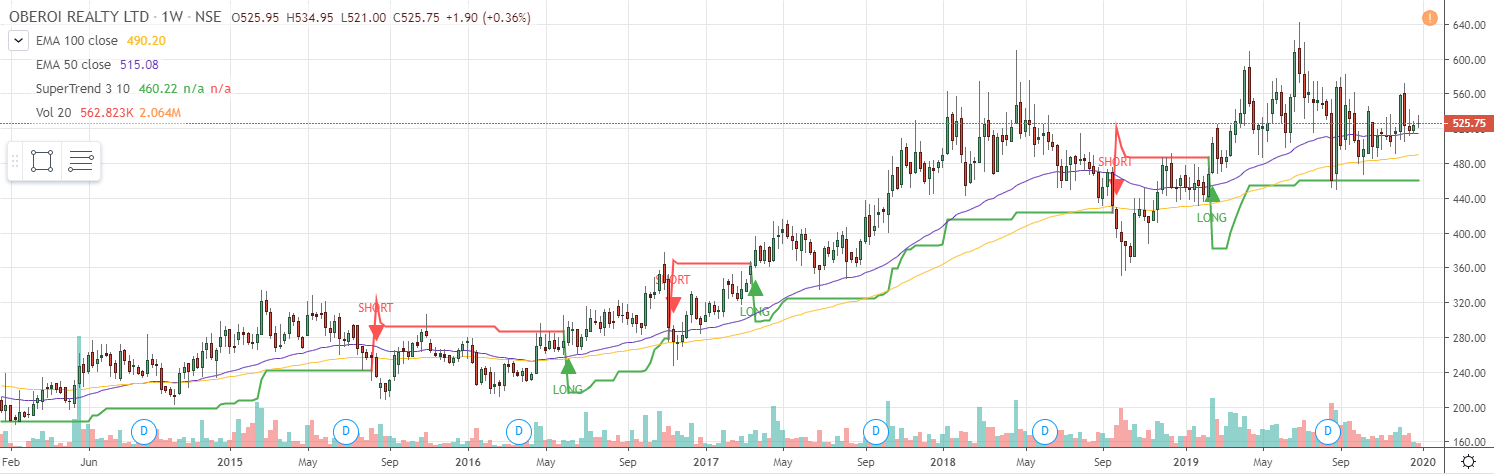 OBEROI REALTY LTD · 1W · NSE O525.95 H534.95 L521.00 C525.75 +1.90 (+0.36%)
EMA 100 close 490.20
EMA 50 close 515.08
SuperTrend 3 10 460.22 n/a n/a
Vol 20 562.823K 2.064M
SHORT
LONG
SHORT
LONG
SHORT
LONG
D
D
D
D
D
D
640.00
600.00
560.00
525.75
480.00
440.00
400.00
360.00
320.00
280.00
240.00
200.00
160.00
Feb Jun 2015 May Sep 2016 May Sep 2017 May Sep 2018 May Sep 2019 May Sep 2020